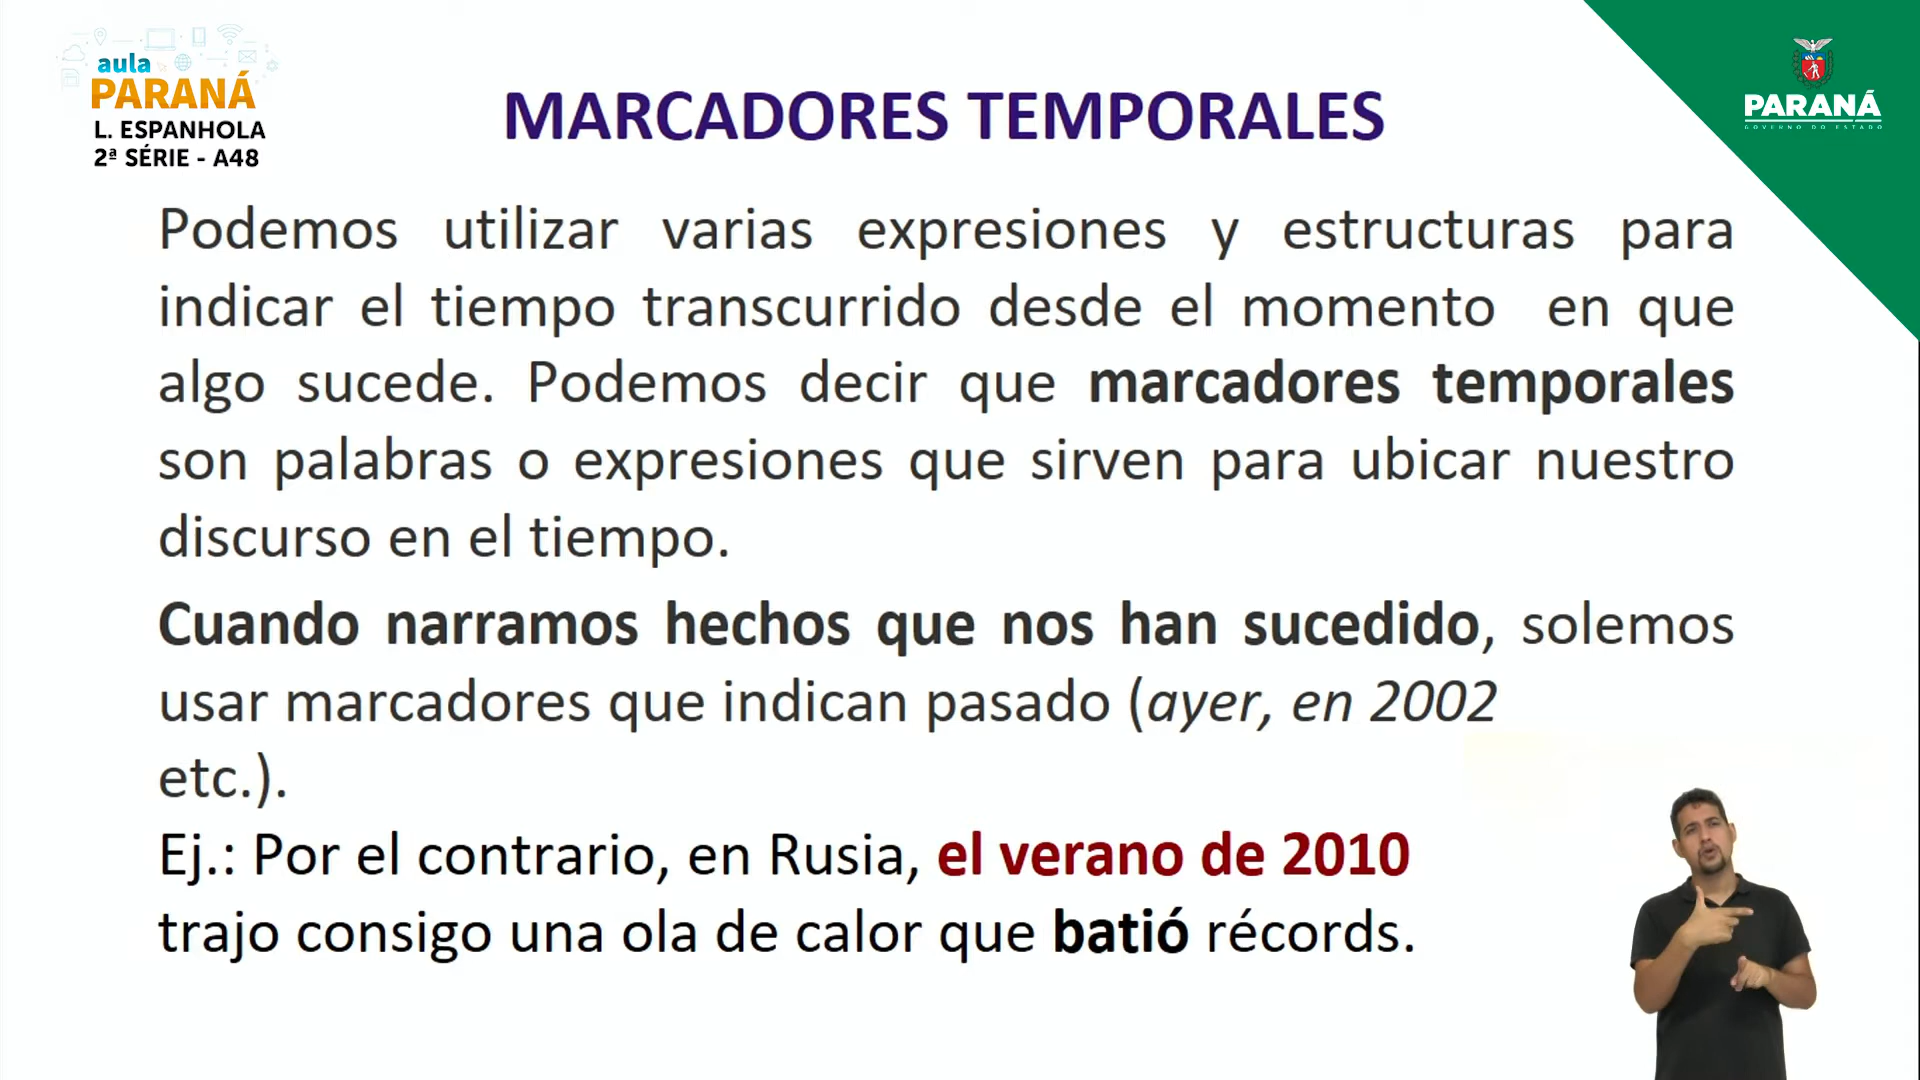 aula
PARANÁ
L. ESPANHOLA
2ª SÉRIE - A48
PARANÁ
GOVERNO DO ESTADO
MARCADORES TEMPORALES
Podemos utilizar varias expresiones y estructuras para
indicar el tiempo transcurrido desde el momento en que
algo sucede. Podemos decir que marcadores temporales
son palabras o expresiones que sirven para ubicar nuestro
discurso en el tiempo.
Cuando narramos hechos que nos han sucedido, solemos
usar marcadores que indican pasado (ayer, en 2002
etc.).
Ej.: Por el contrario, en Rusia, el verano de 2010
trajo consigo una ola de calor que batió récords.